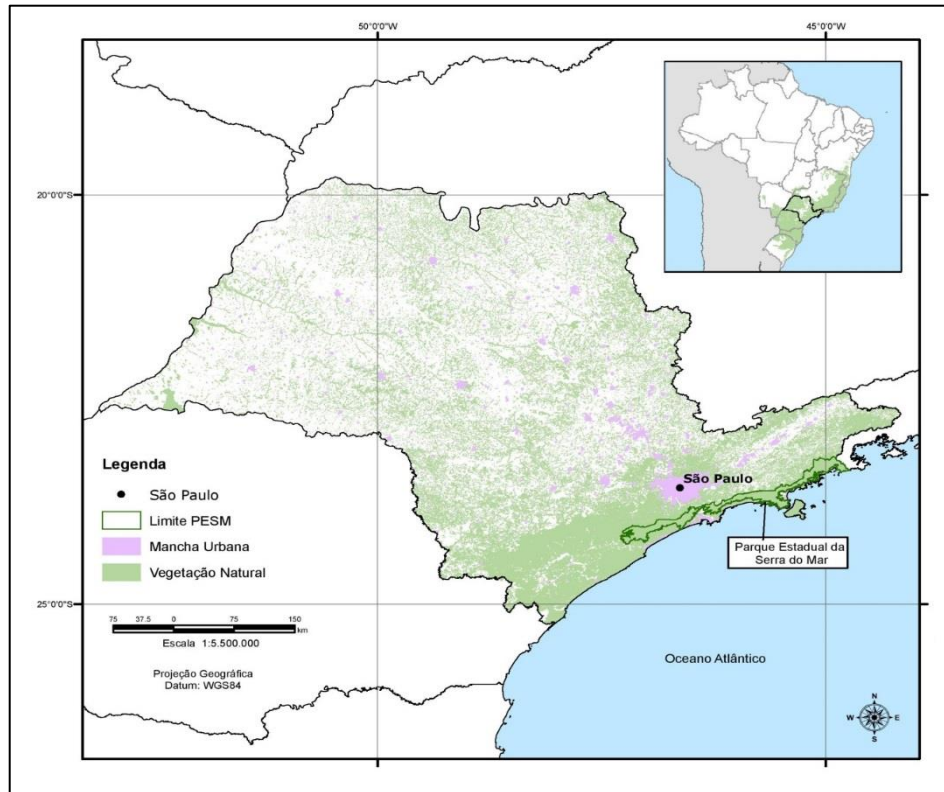 50°0'0"W
45°0'0"W
20°0'0"S
Legenda
São Paulo
Limite PESM
Mancha Urbana
Vegetação Natural
São Paulo
Parque Estadual da
Serra do Mar
25°0'0"S
75 37.5 0 75 150
km
Escala 1:5.500.000
Projeção Geográfica
Datum: WGS84
Oceano Atlântico
N
W E
S